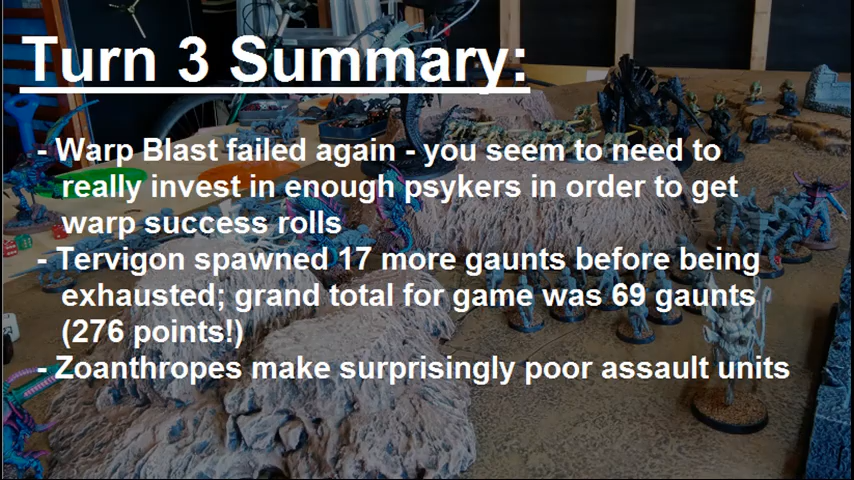 Turn 3 Summary:
- Warp Blast failed again - you seem to need to
really invest in enough psykers in order to get
warp success rolls
- Tervigon spawned 17 more gaunts before being
exhausted; grand total for game was 69 gaunts
(276 points!)
- Zoanthropes make surprisingly poor assault units